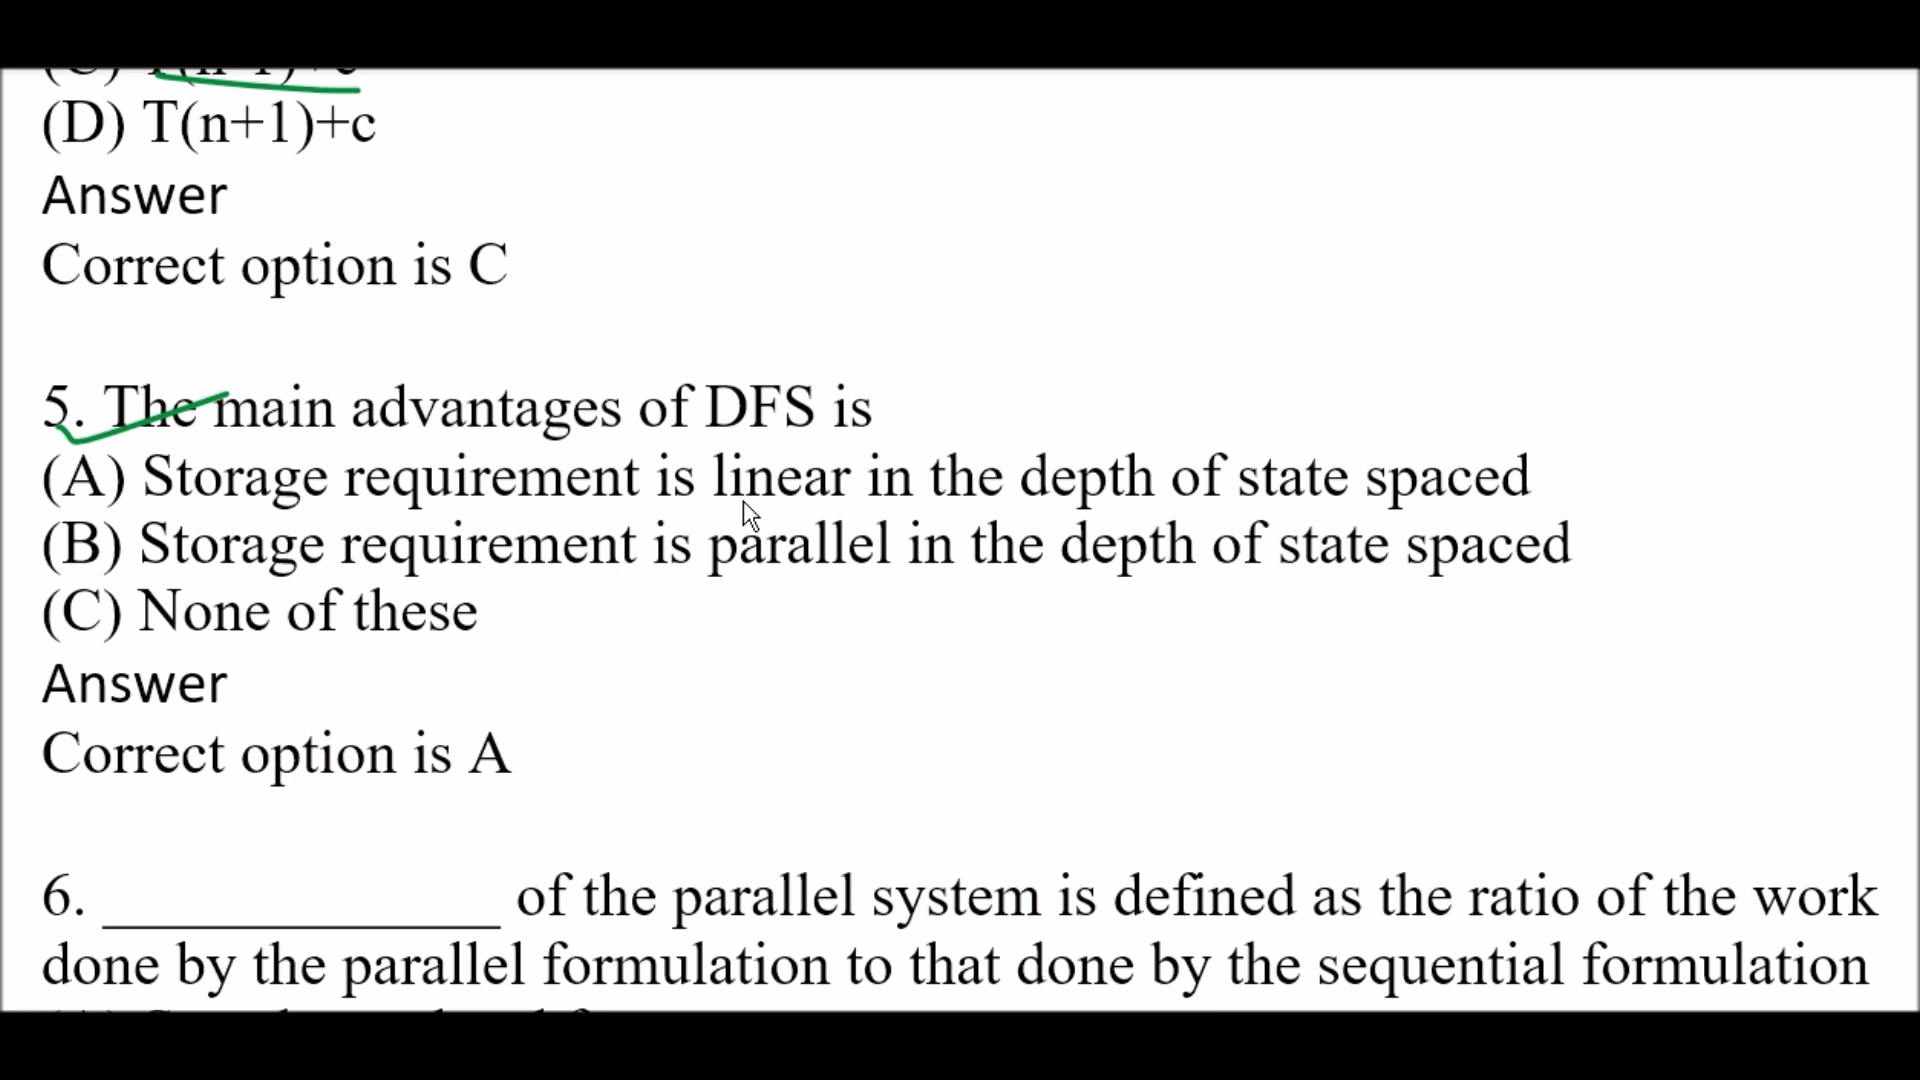 (D) T(n+1)+c
Answer
Correct option is C
5. The main advantages of DFS is
(A) Storage requirement is linear in the depth of state spaced
(B) Storage requirement is parallel in the depth of state spaced
(C) None of these
Answer
Correct option is A
6. ______________ of the parallel system is defined as the ratio of the work
done by the parallel formulation to that done by the sequential formulation